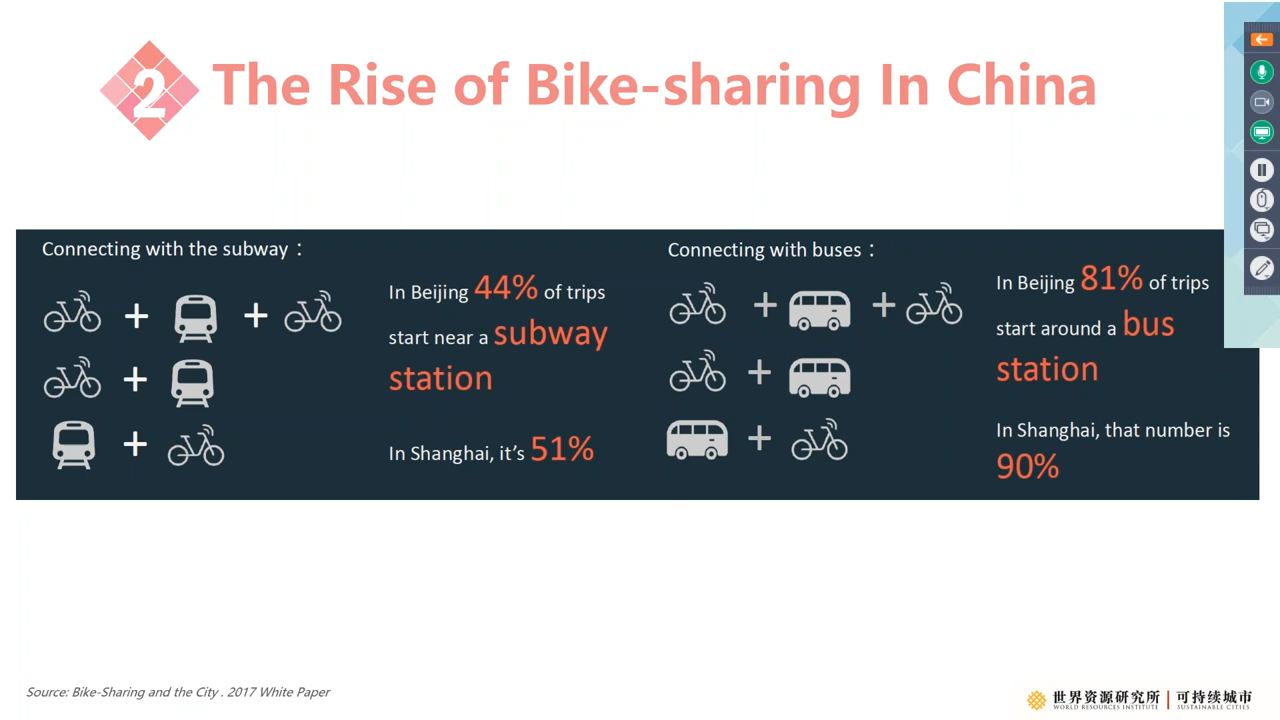 2
The Rise of Bike-sharing In China
Connecting with the subway：
In Beijing 44% of trips
start near a subway
station
In Shanghai, it’s 51%
Connecting with buses：
In Beijing 81% of trips
start around a bus
station
In Shanghai, that number is
90%
Source: Bike-Sharing and the City . 2017 White Paper
世界资源研究所 | 可持续城市
WORLD RESOURCES INSTITUTE | SUSTAINABLE CITIES